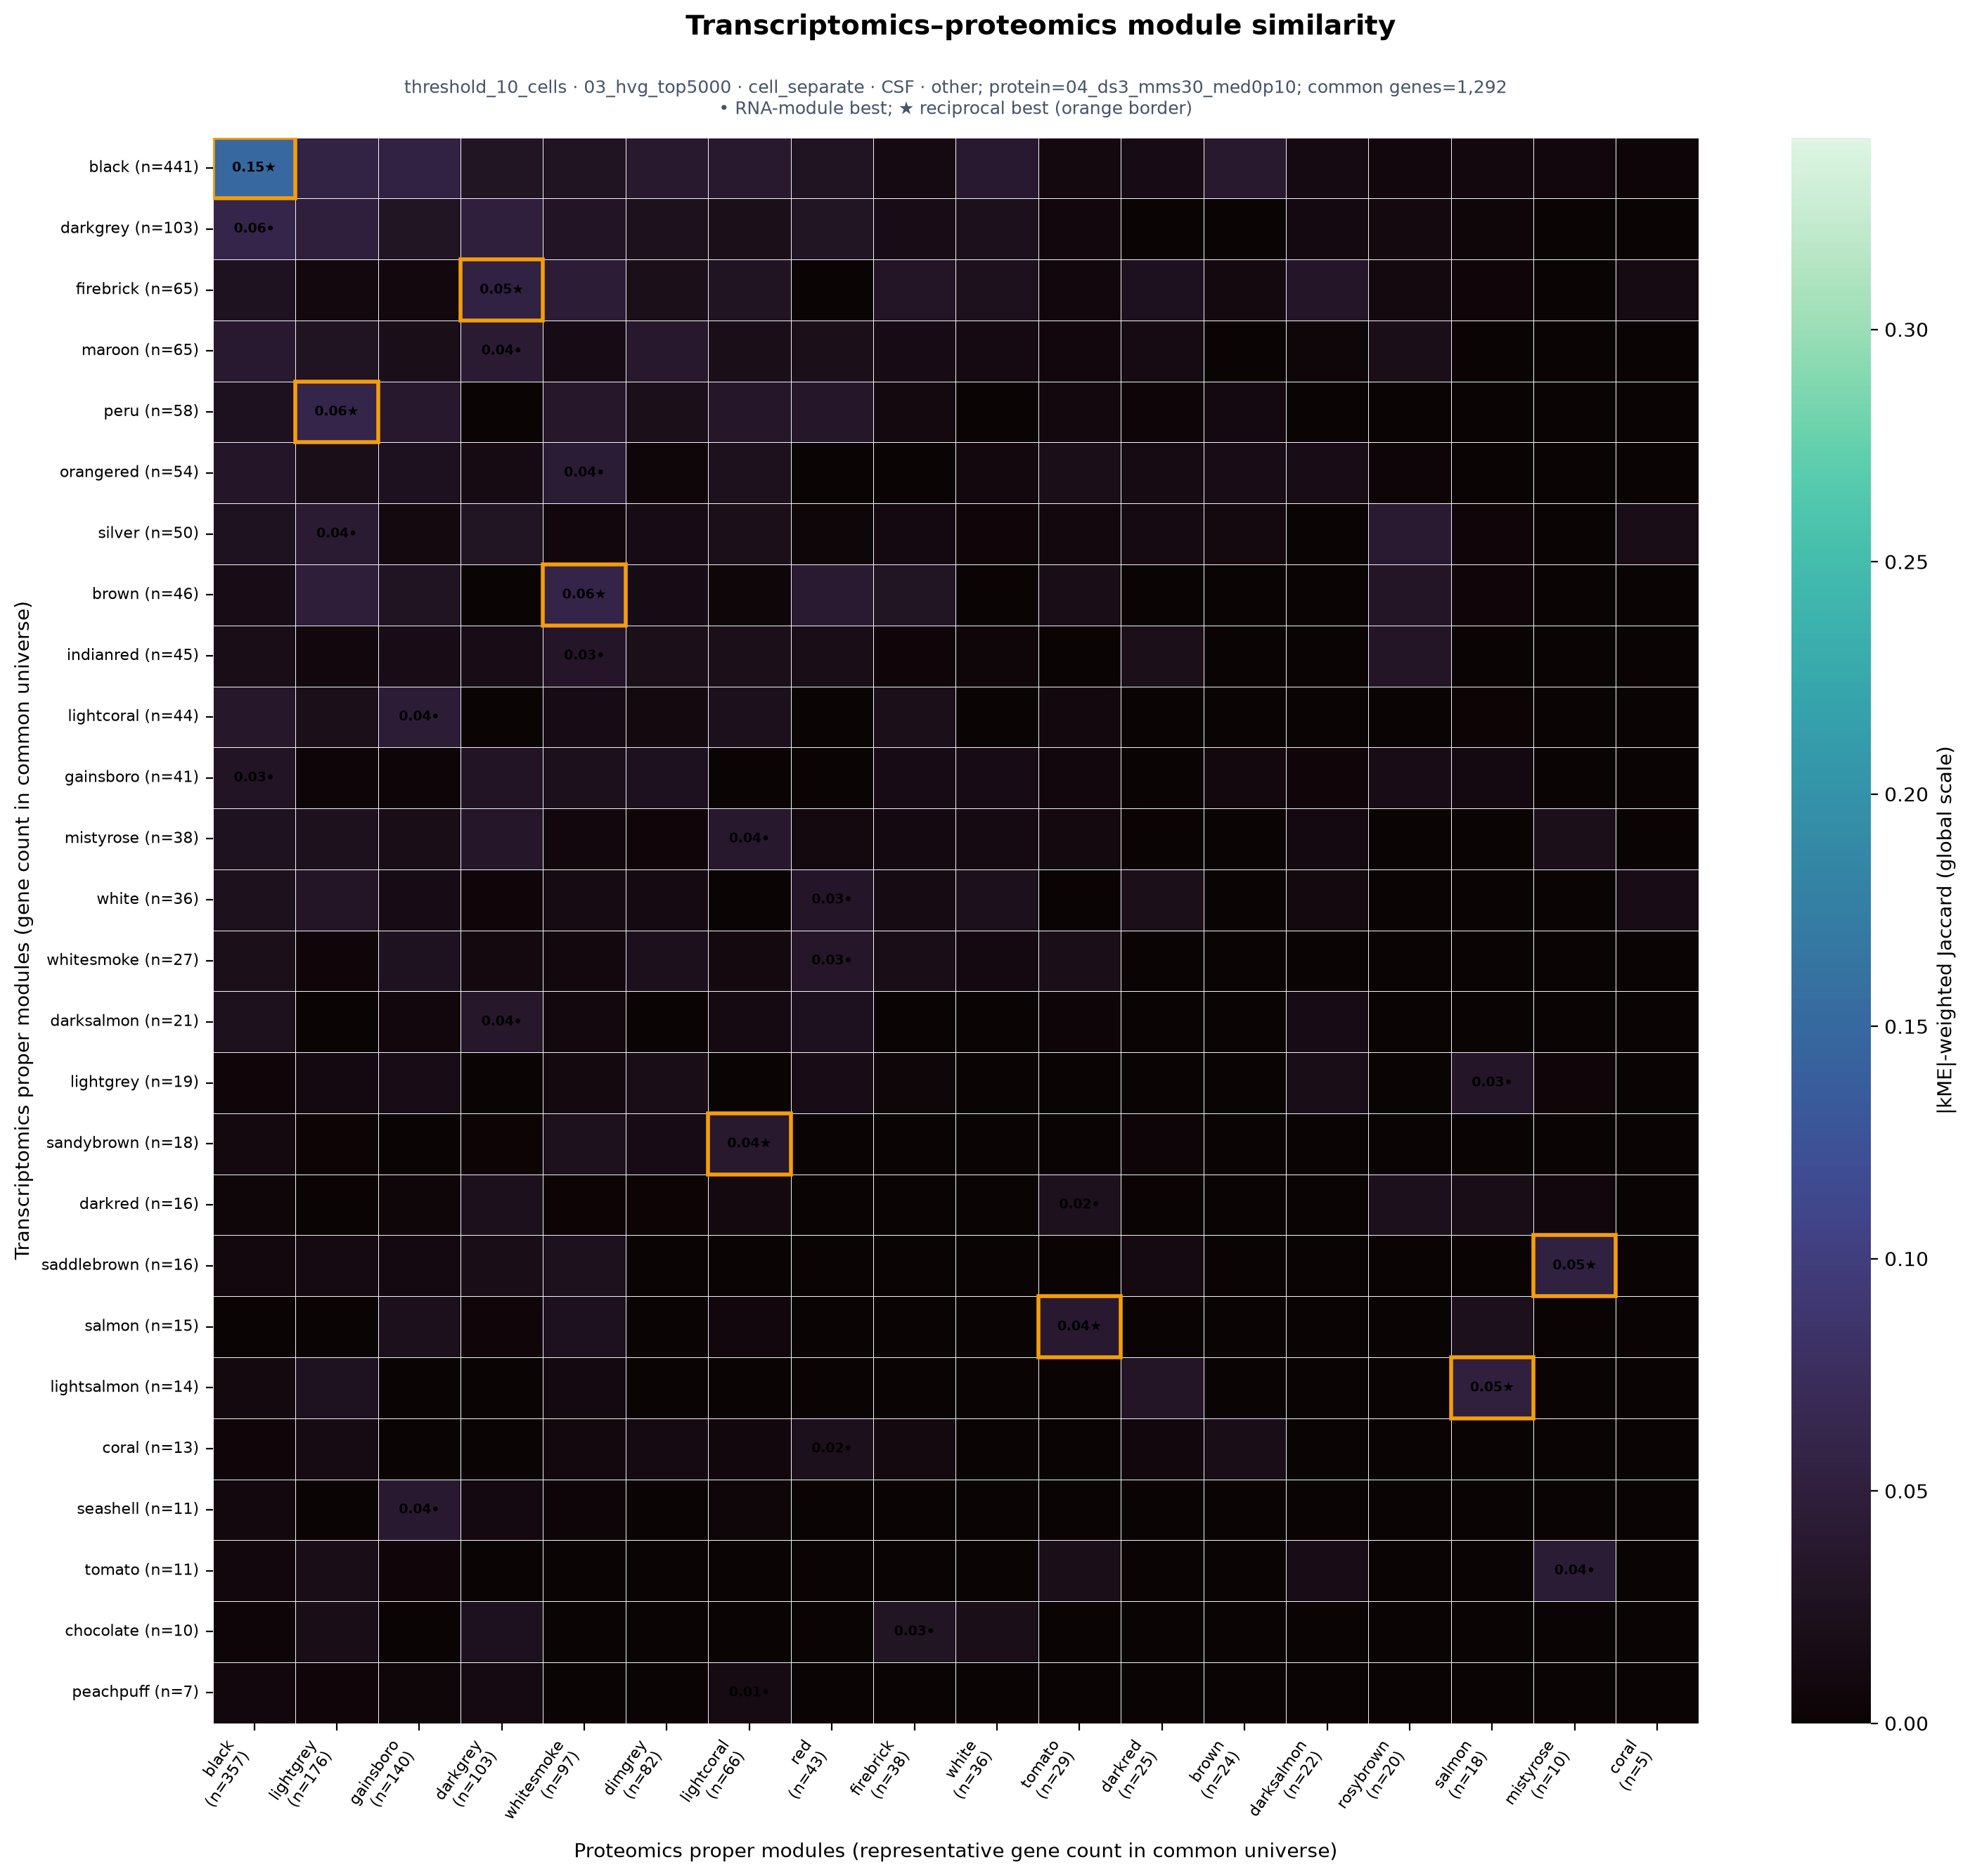 Transcriptomics–proteomics module similarity
threshold_10_cells · 03_hvg_top5000 · cell_separate · CSF · other; protein=04_ds3_mms30_med0p10; common genes=1,292
• RNA-module best; ★ reciprocal best (orange border)
Transcriptomics proper modules (gene count in common universe)
black (n=441)
0.15★
darkgrey (n=103)
0.06•
firebrick (n=65)
0.05★
maroon (n=65)
0.04•
peru (n=58)
0.06★
orangered (n=54)
0.04•
silver (n=50)
0.04•
brown (n=46)
0.06★
indianred (n=45)
0.03•
lightcoral (n=44)
0.04•
gainsboro (n=41)
0.03•
mistyrose (n=38)
0.04•
white (n=36)
0.03•
whitesmoke (n=27)
0.03•
darksalmon (n=21)
0.04•
lightgrey (n=19)
0.03•
sandybrown (n=18)
0.04★
darkred (n=16)
0.02•
saddlebrown (n=16)
0.05★
salmon (n=15)
0.04★
lightsalmon (n=14)
0.05★
coral (n=13)
0.02•
seashell (n=11)
0.04•
tomato (n=11)
0.04•
chocolate (n=10)
0.03•
peachpuff (n=7)
0.01•
black
(n=357)
lightgrey
(n=176)
gainsboro
(n=140)
darkgrey
(n=103)
whitesmoke
(n=97)
dimgrey
(n=82)
lightcoral
(n=66)
red
(n=43)
firebrick
(n=38)
white
(n=36)
tomato
(n=29)
darkred
(n=25)
brown
(n=24)
darksalmon
(n=22)
rosybrown
(n=20)
salmon
(n=18)
mistyrose
(n=10)
coral
(n=5)
Proteomics proper modules (representative gene count in common universe)
0.30
0.25
0.20
0.15
0.10
0.05
0.00
|kME|-weighted Jaccard (global scale)